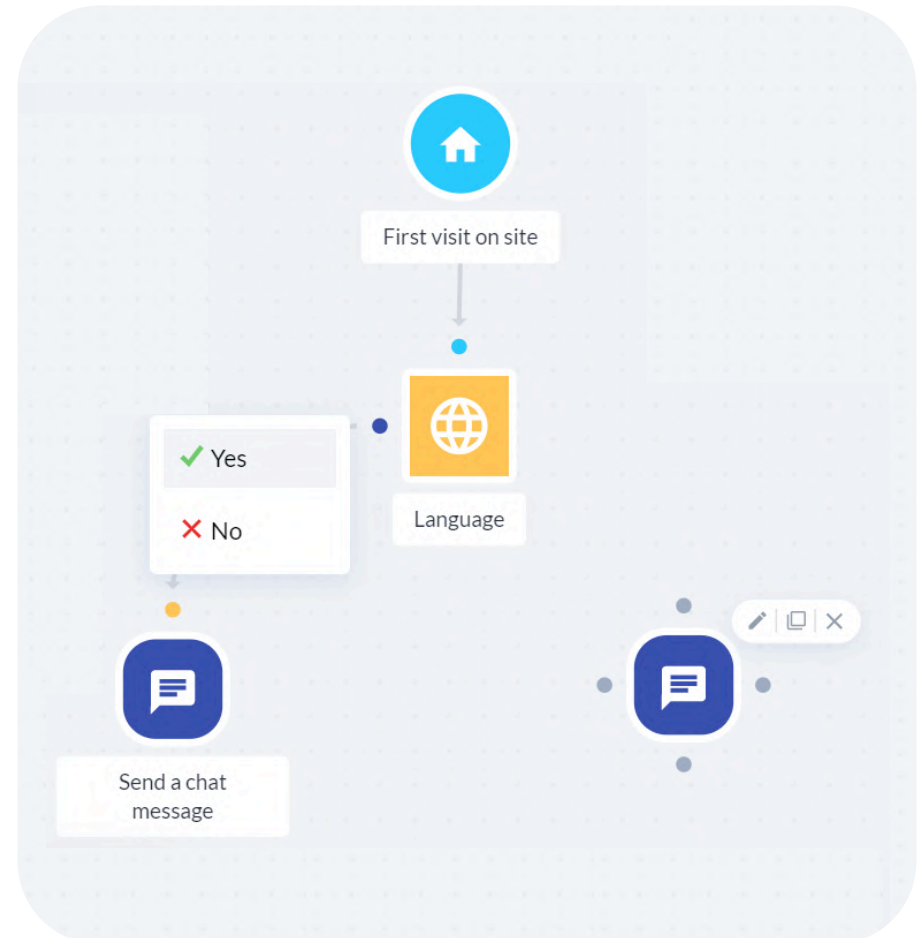 First visit on site
Yes
No
Language
Send a chat
message